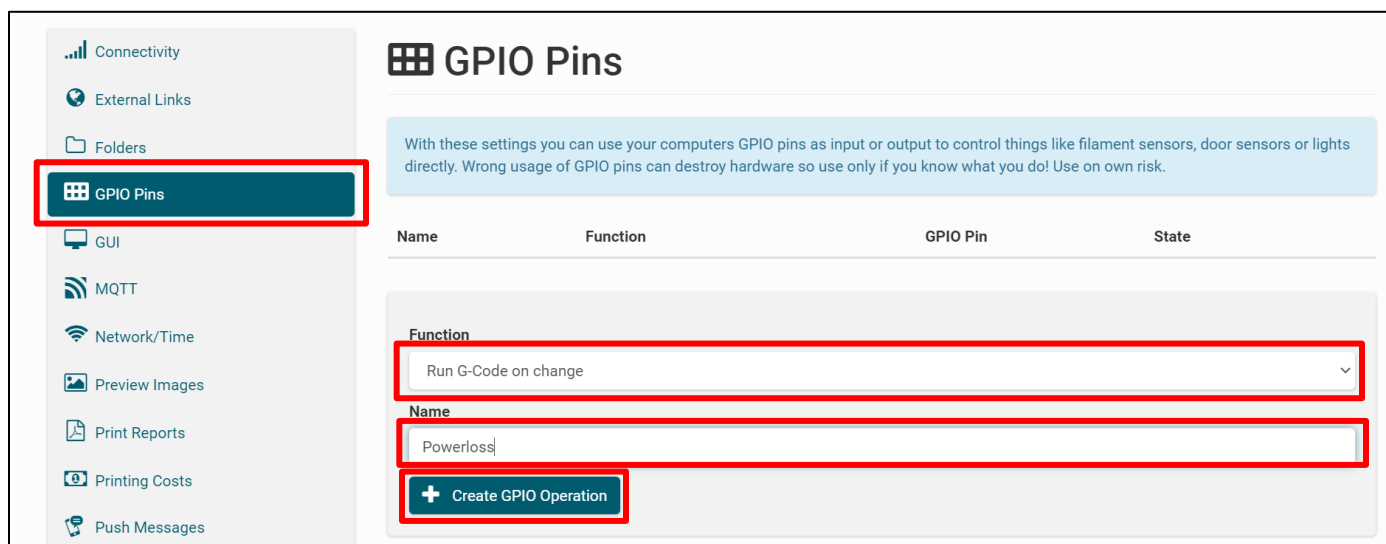 Connectivity
External Links
Folders
GPIO Pins
GUI
MQTT
Network/Time
Preview Images
Print Reports
Printing Costs
Push Messages
GPIO Pins
With these settings you can use your computers GPIO pins as input or output to control things like filament sensors, door sensors or lights
directly. Wrong usage of GPIO pins can destroy hardware so use only if you know what you do! Use on own risk.
Name Function GPIO Pin State
Function
Run G-Code on change
Name
Powerloss
Create GPIO Operation